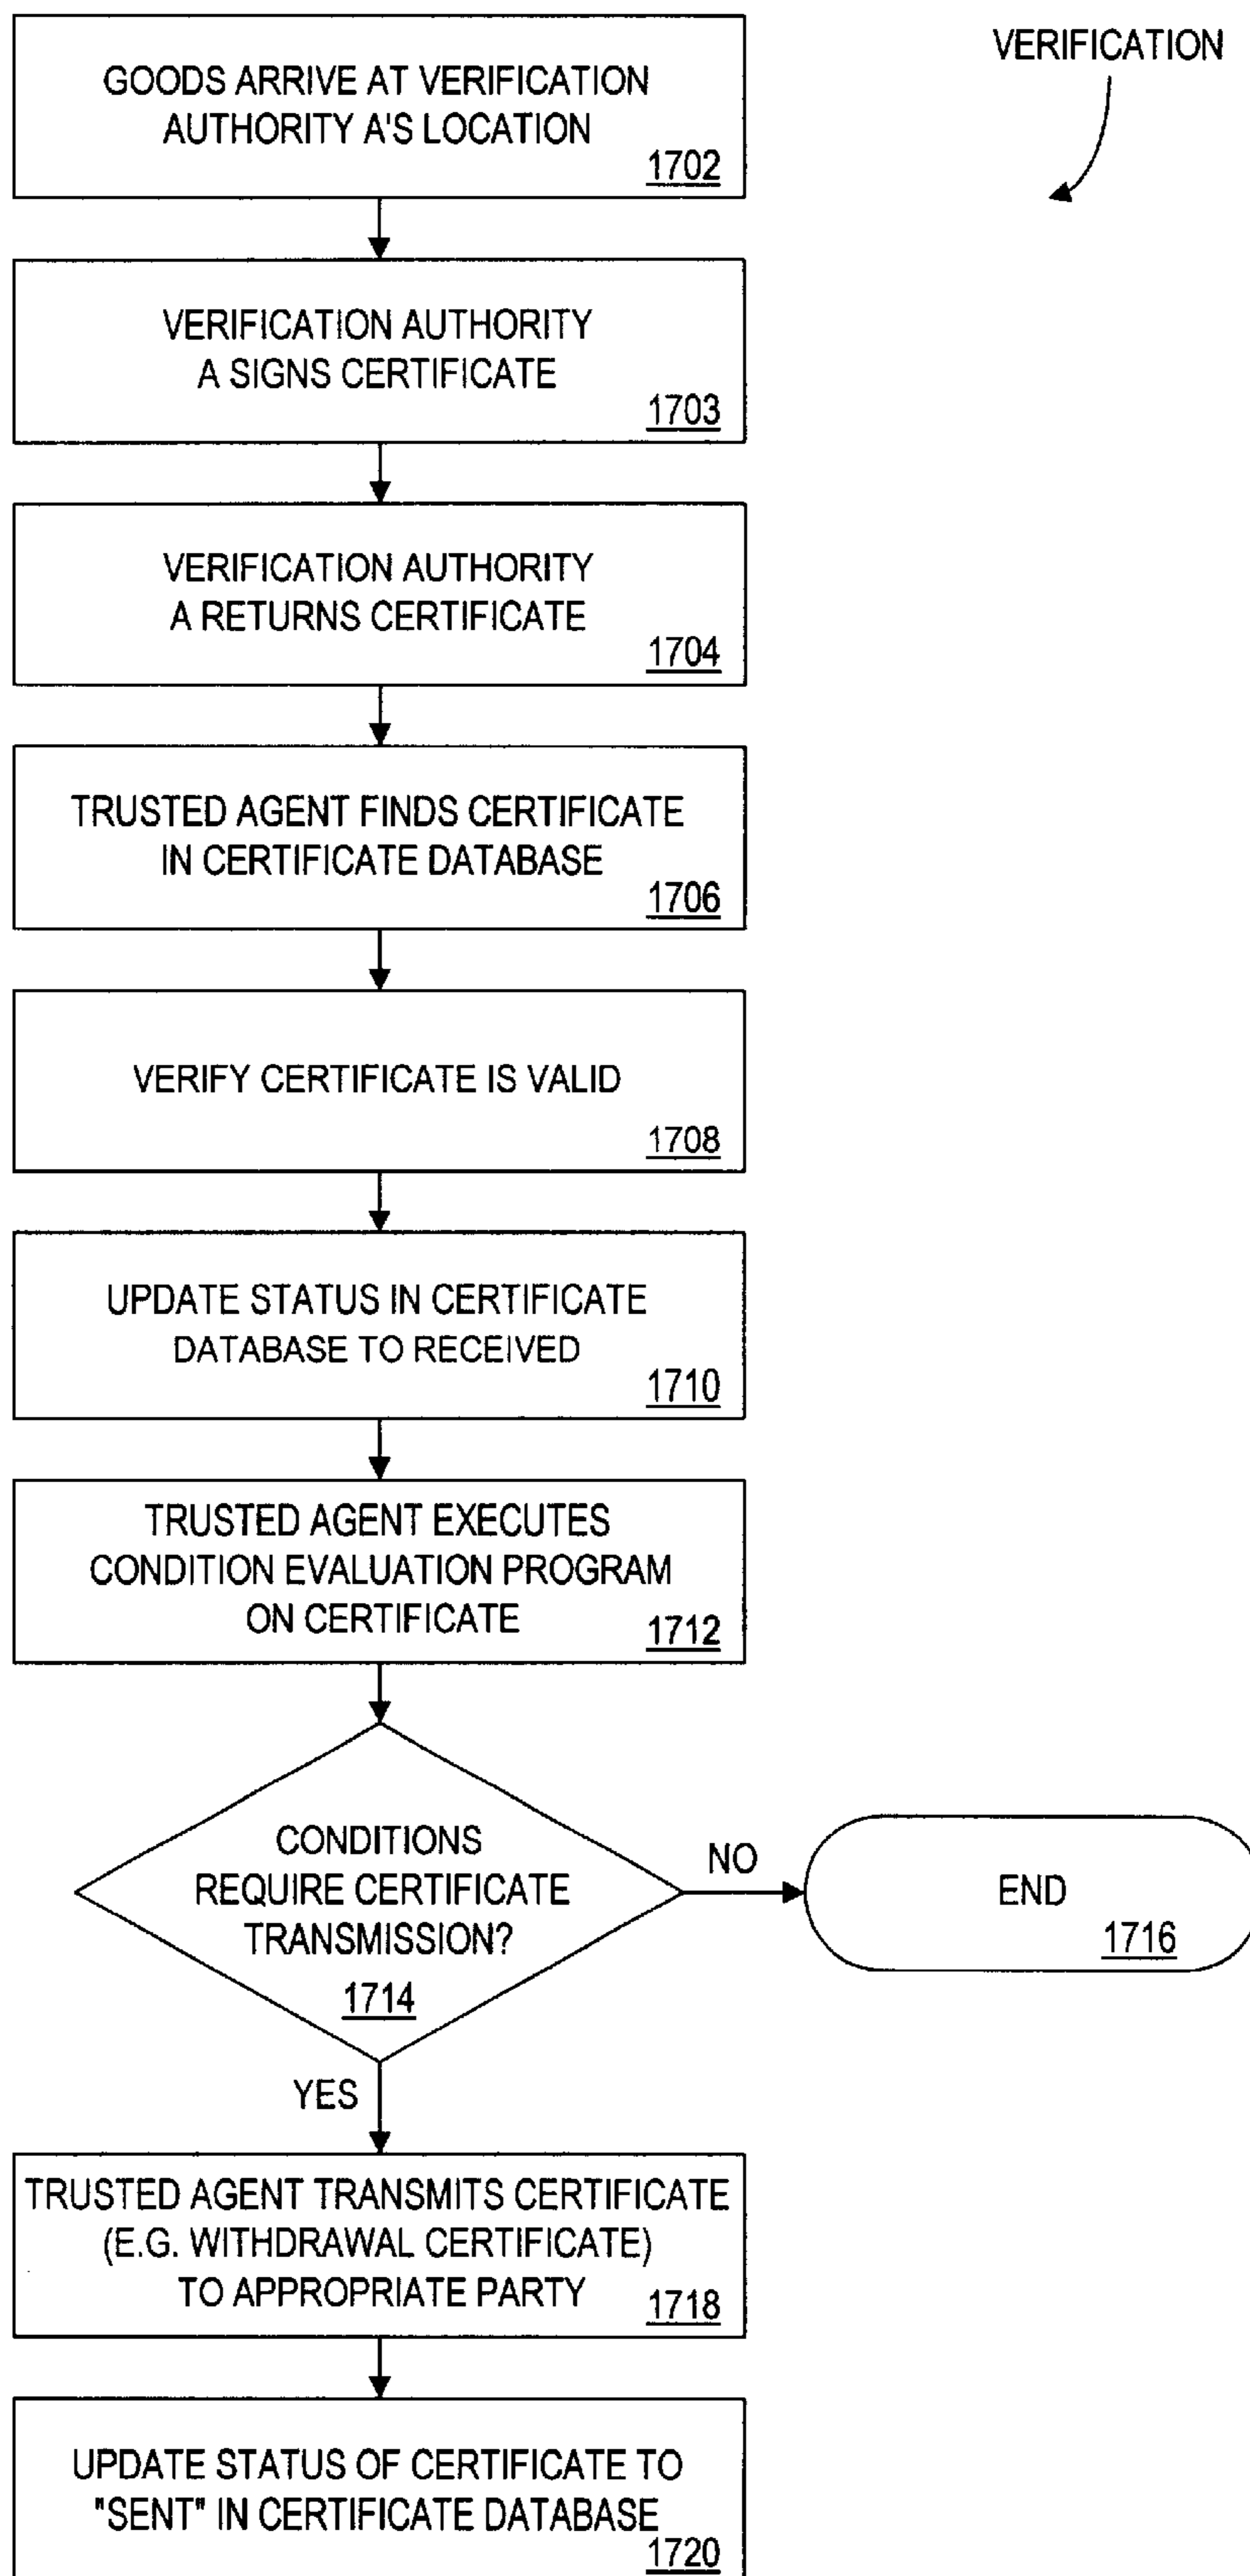 VERIFICATION
GOODS ARRIVE AT VERIFICATION
AUTHORITY A'S LOCATION
1702
VERIFICATION AUTHORITY
A SIGNS CERTIFICATE
1703
VERIFICATION AUTHORITY
A RETURNS CERTIFICATE
1704
TRUSTED AGENT FINDS CERTIFICATE
IN CERTIFICATE DATABASE
1706
VERIFY CERTIFICATE IS VALID
1708
UPDATE STATUS IN CERTIFICATE
DATABASE TO RECEIVED
1710
TRUSTED AGENT EXECUTES
CONDITION EVALUATION PROGRAM
ON CERTIFICATE
1712
CONDITIONS
REQUIRE CERTIFICATE
TRANSMISSION?
1714
NO
END
1716
YES
TRUSTED AGENT TRANSMITS CERTIFICATE
(E.G. WITHDRAWAL CERTIFICATE)
TO APPROPRIATE PARTY
1718
UPDATE STATUS OF CERTIFICATE TO
"SENT" IN CERTIFICATE DATABASE
1720